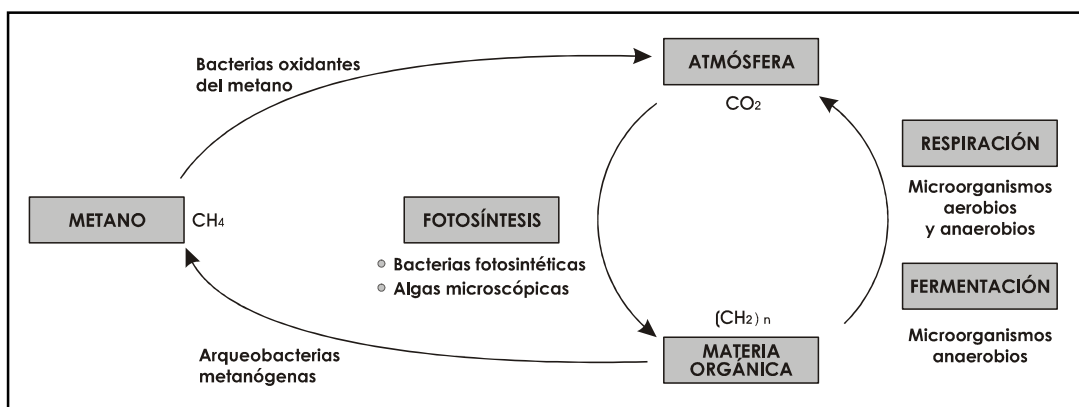 Bacterias oxidantes
del metano
ATMÓSFERA
CO2
RESPIRACIÓN
Microorganismos
aerobios
y anaerobios
METANO CH4
FOTOSÍNTESIS
Bacterias fotosintéticas
Algas microscópicas
FERMENTACIÓN
Microorganismos
anaerobios
(CH2) n
MATERIA
ORGÁNICA
Arqueobacterias
metanógenas